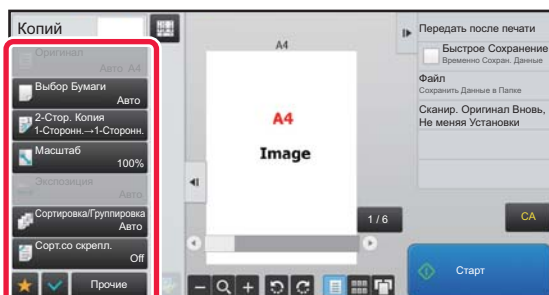 Копий
Оригинал
Авто A4
Выбор Бумаги
Авто
2-Стор. Копия
1-Сторонн.→1-Сторонн.
Масштаб
100%
Экспозиция
Авто
Сортировка/Группировка
Авто
Сорт.со скрепл.
Off
Прочие
A4
A4
Image
1 / 6
Передать после печати
Быстрое Сохранение
Временно Сохран. Данные
Файл
Сохранить Данные в Папке
Сканир. Оригинал Вновь,
Не меняя Установки
CA
Старт